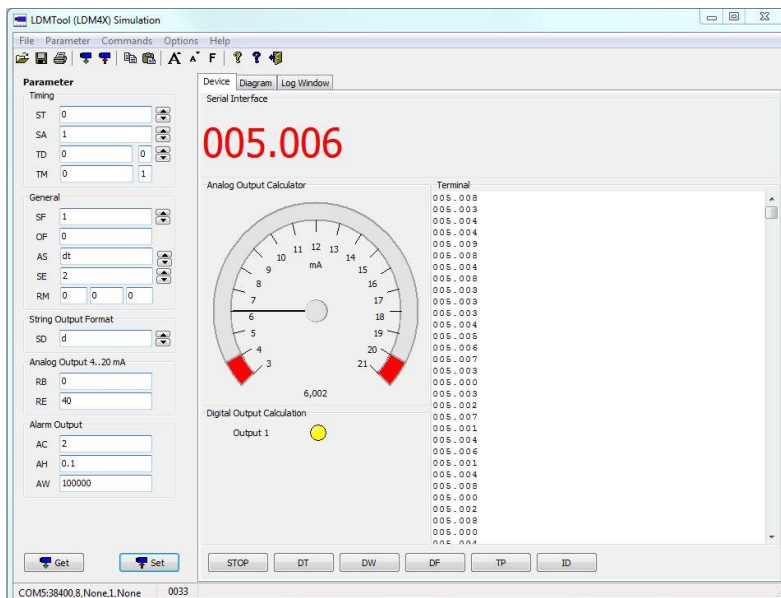 LDMTool (LDM4X) Simulation
File Parameter Commands Options Help
A A F ? ?
Parameter
Timing
ST 0
SA 1
TD 0 0
TM 0 1
General
SF 1
OF 0
AS dt
SE 2
RM 0 0 0
String Output Format
SD d
Analog Output 4..20 mA
RB 0
RE 40
Alarm Output
AC 2
AH 0.1
AW 100000
Get Set
Device Diagram Log Window
Serial Interface
005.006
Analog Output Calculator
3 4 5 6 7 8 9 10 11 12 13 14 15 16 17 18 19 20 21
mA
6,002
Digital Output Calculation
Output 1
Terminal
005.008
005.003
005.004
005.004
005.009
005.008
005.004
005.008
005.003
005.003
005.003
005.004
005.005
005.006
005.007
005.003
005.000
005.003
005.002
005.007
005.001
005.004
005.006
005.001
005.004
005.008
005.000
005.002
005.008
005.000
005.004
STOP DT DW DF TP ID
COM5:38400,8,None,1,None 0033